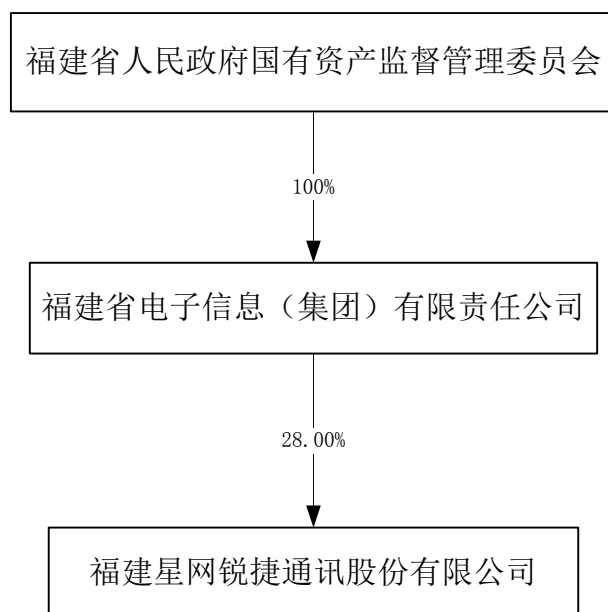 福建省人民政府国有资产监督管理委员会
100%
福建省电子信息（集团）有限责任公司
28.00%
福建星网锐捷通讯股份有限公司